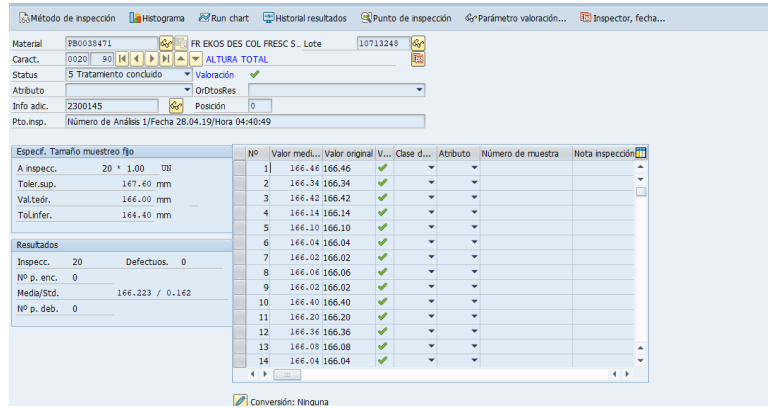 Método de inspección Histograma Run chart Historial resultados Punto de inspección Parámetro valoración... Inspector, fecha...
Material PB0038471 FR EKOS DES COL FRESC S... Lote 10713248
Caract. 0020 90 ALTURA TOTAL
Status 5 Tratamiento concluido Valoración
Atributo OrDtosRes
Info adic. 2300145 Posición 0
Pto.insp. Número de Análisis 1/Fecha 28.04.19/Hora 04:40:49
Especif. Tamaño muestreo fijo
A inspecc. 20 * 1.00 UN
Toler.sup. 167.60 mm
Val.teór. 166.00 mm
Tol.infer. 164.40 mm
Resultados
Inspecc. 20 Defectuos. 0
Nº p. enc. 0
Media/Std. 166.223 / 0.162
Nº p. deb. 0
Nº Valor medi... Valor original V... Clase d... Atributo Número de muestra Nota inspección
1 166.46 166.46
2 166.34 166.34
3 166.42 166.42
4 166.14 166.14
5 166.10 166.10
6 166.04 166.04
7 166.02 166.02
8 166.06 166.06
9 166.02 166.02
10 166.40 166.40
11 166.20 166.20
12 166.36 166.36
13 166.08 166.08
14 166.04 166.04
Conversión: Ninguna